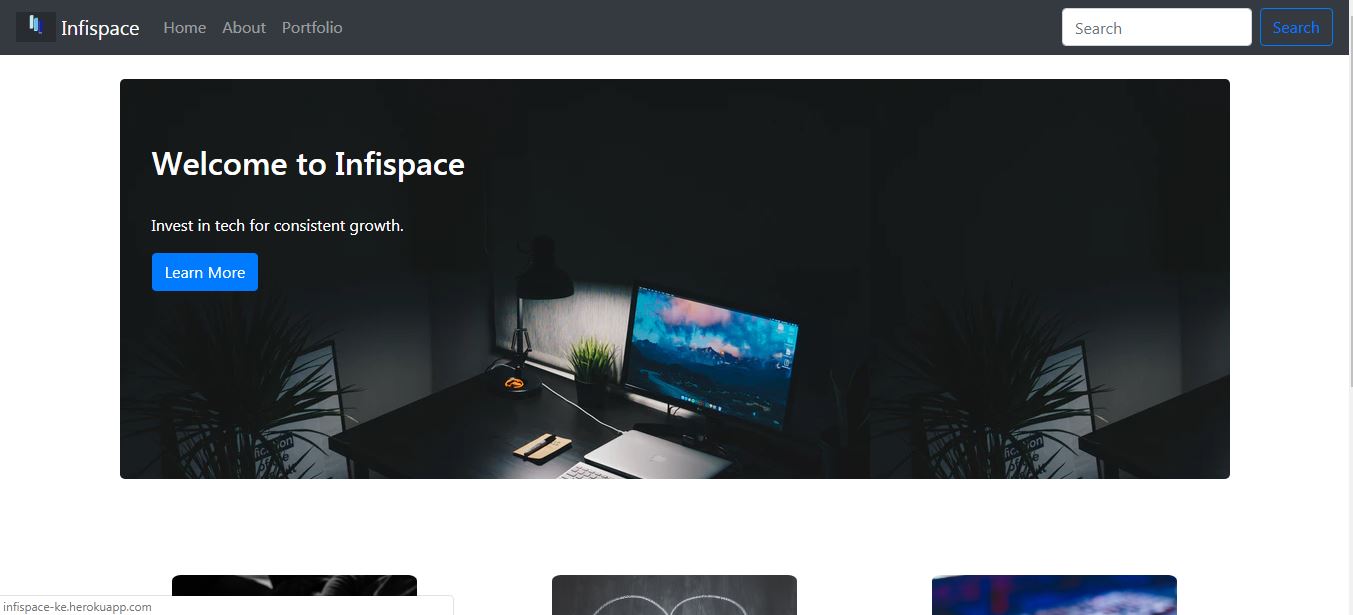 Infispace Home About Portfolio Search Search
Welcome to Infispace
Invest in tech for consistent growth.
Learn More
infispace-ke.herokuapp.com